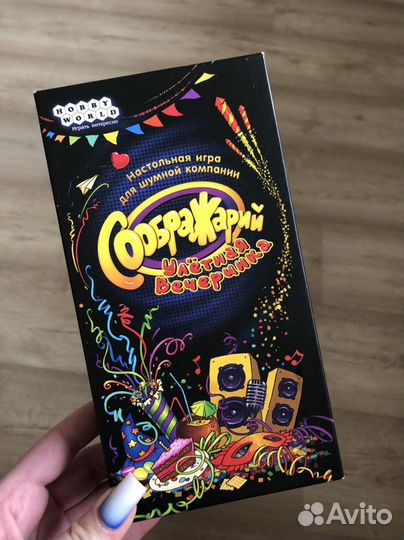 HOBBY
WORLD
Играть интересно
Настольная игра
для шумной компании
Соображарий
Улётная
Вечеринка
Avito